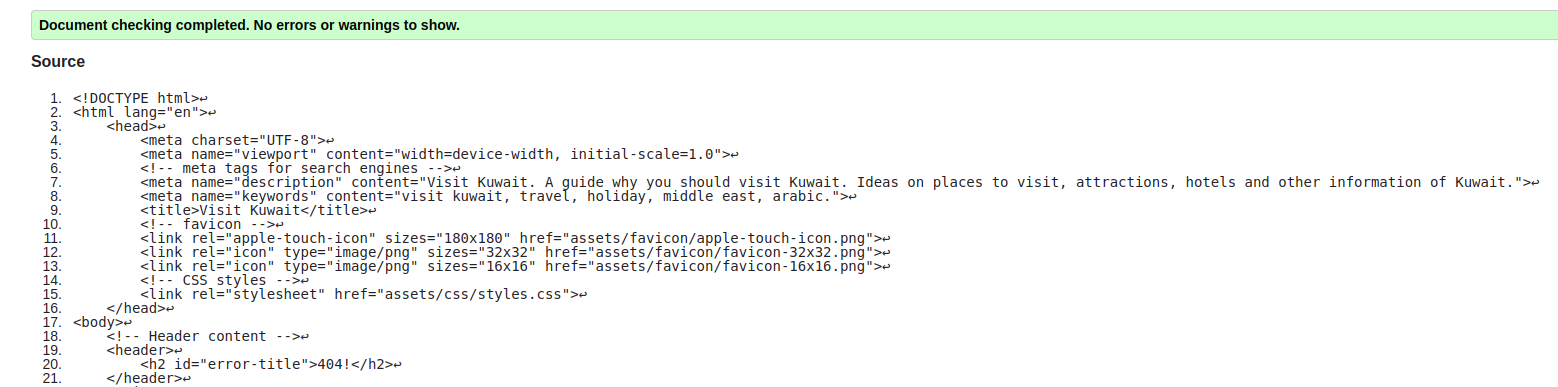 Document checking completed. No errors or warnings to show.
Source
1. <!DOCTYPE html>↩
2. <html lang="en">↩
3.     <head>↩
4.         <meta charset="UTF-8">↩
5.         <meta name="viewport" content="width=device-width, initial-scale=1.0">↩
6.         <!-- meta tags for search engines -->↩
7.         <meta name="description" content="Visit Kuwait. A guide why you should visit Kuwait. Ideas on places to visit, attractions, hotels and other information of Kuwait.">↩
8.         <meta name="keywords" content="visit kuwait, travel, holiday, middle east, arabic.">↩
9.         <title>Visit Kuwait</title>↩
10.         <!-- favicon -->↩
11.         <link rel="apple-touch-icon" sizes="180x180" href="assets/favicon/apple-touch-icon.png">↩
12.         <link rel="icon" type="image/png" sizes="32x32" href="assets/favicon/favicon-32x32.png">↩
13.         <link rel="icon" type="image/png" sizes="16x16" href="assets/favicon/favicon-16x16.png">↩
14.         <!-- CSS styles -->↩
15.         <link rel="stylesheet" href="assets/css/styles.css">↩
16.     </head>↩
17. <body>↩
18.     <!-- Header content -->↩
19.     <header>↩
20.         <h2 id="error-title">404!</h2>↩
21.     </header>↩